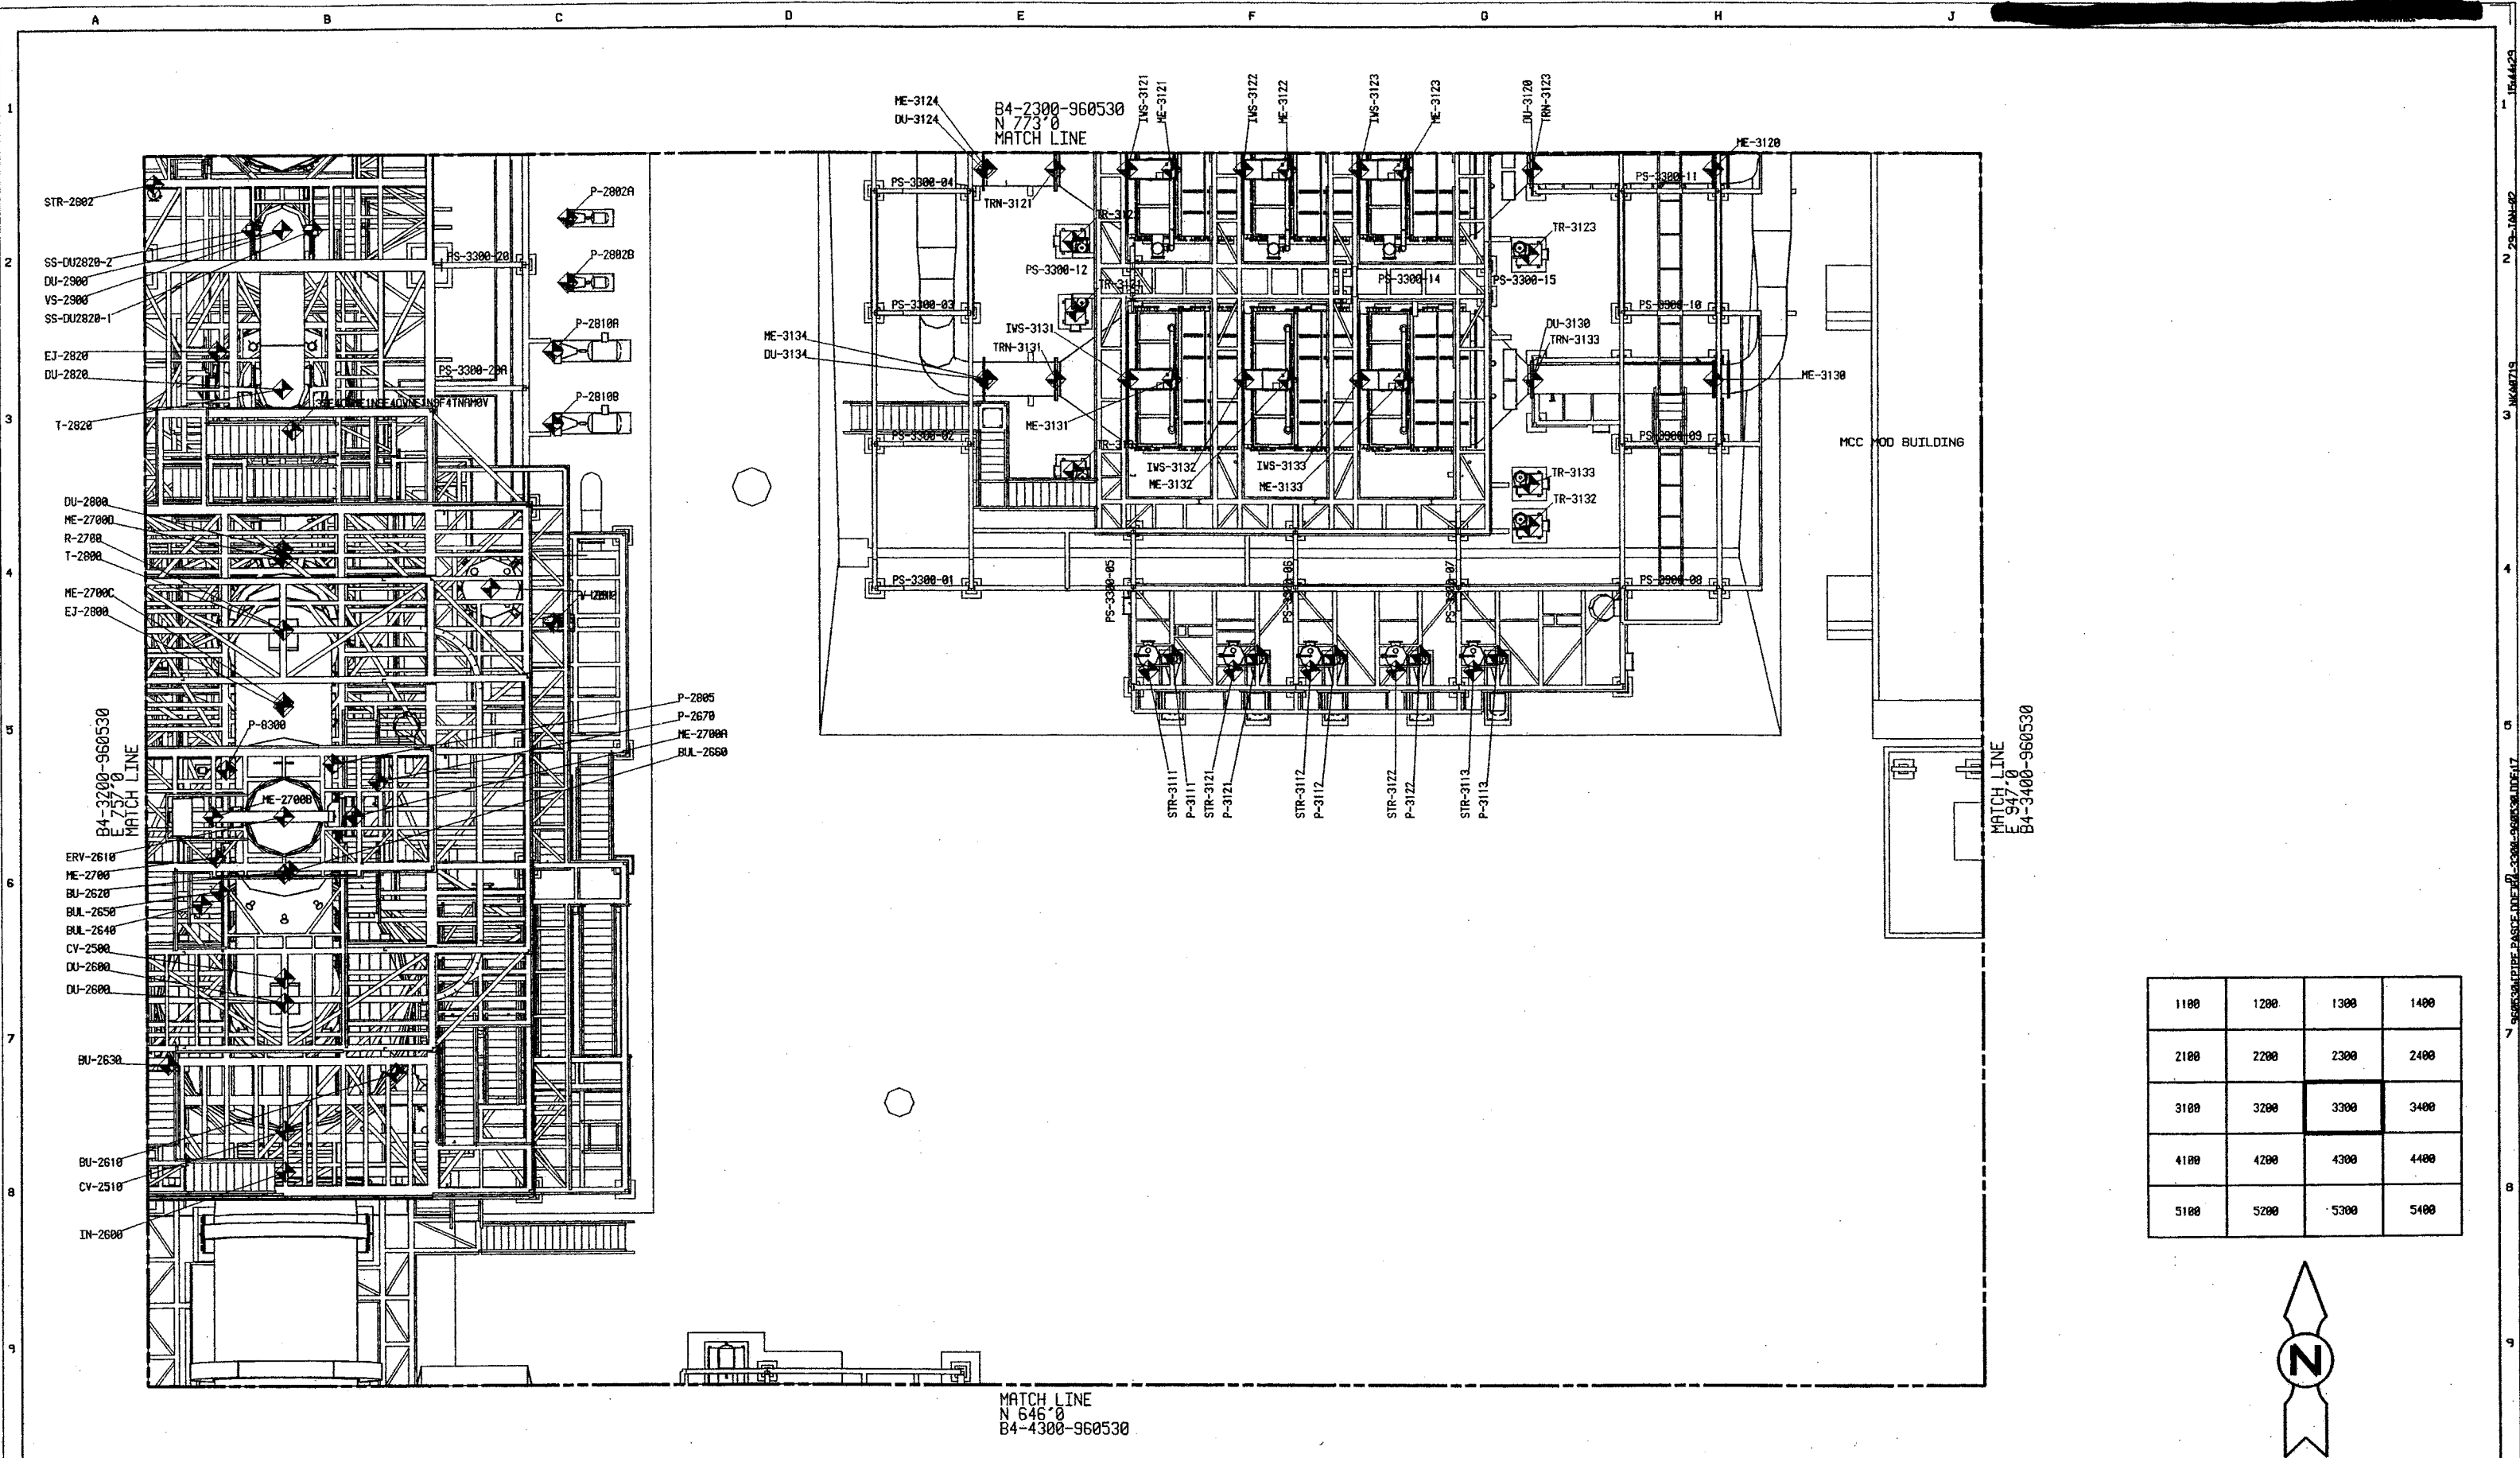 A B C D E F G H J
1
2
3
4
5
6
7
8
9
1
2
3
4
5
7
8
9
29-JAN-02
NKA0719
B4-2300-960530
N 773'0
MATCH LINE
ME-3124
DU-3124
IWS-3121
ME-3121
IWS-3122
ME-3122
IWS-3123
ME-3123
DU-3120
TRN-3123
ME-3120
STR-2802
SS-DU2820-2
DU-2900
VS-2900
SS-DU2820-1
EJ-2820
DU-2820
T-2820
DU-2800
ME-2700D
R-2700
T-2800
ME-2700C
EJ-2800
B4-3200-960530
E 757'0
MATCH LINE
ERV-2610
ME-2700
BU-2620
BUL-2650
BUL-2640
CV-2500
DU-2600
DU-2600
BU-2630
BU-2610
CV-2510
IN-2600
P-2802A
P-2802B
P-2810A
P-2810B
PS-3300-20
PS-3300-20A
P-8300
ME-2700B
P-2805
P-2670
ME-2700A
BUL-2660
PS-3300-04
TRN-3121
PS-3300-12
PS-3300-03
ME-3134
DU-3134
IWS-3131
TRN-3131
ME-3131
PS-3300-02
IWS-3132
ME-3132
IWS-3133
ME-3133
PS-3300-14
PS-3300-15
TR-3123
DU-3130
TRN-3133
ME-3130
PS-3300-11
PS-3300-10
PS-3300-09
TR-3133
TR-3132
MCC MOD BUILDING
PS-3300-01
PS-3300-05
PS-3300-06
PS-3300-07
PS-3300-08
STR-3111
P-3111
STR-3121
P-3121
STR-3112
P-3112
STR-3122
P-3122
STR-3113
P-3113
MATCH LINE
E 947'0
B4-3400-960530
MATCH LINE
N 646'0
B4-4300-960530
1100 1200 1300 1400
2100 2200 2300 2400
3100 3200 3300 3400
4100 4200 4300 4400
5100 5200 5300 5400
N